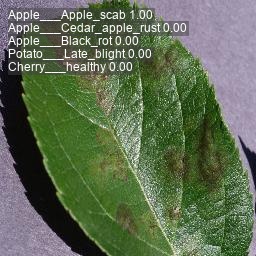 Apple___Apple_scab 1.00
Apple___Cedar_apple_rust 0.00
Apple___Black_rot 0.00
Potato___Late_blight 0.00
Cherry___healthy 0.00